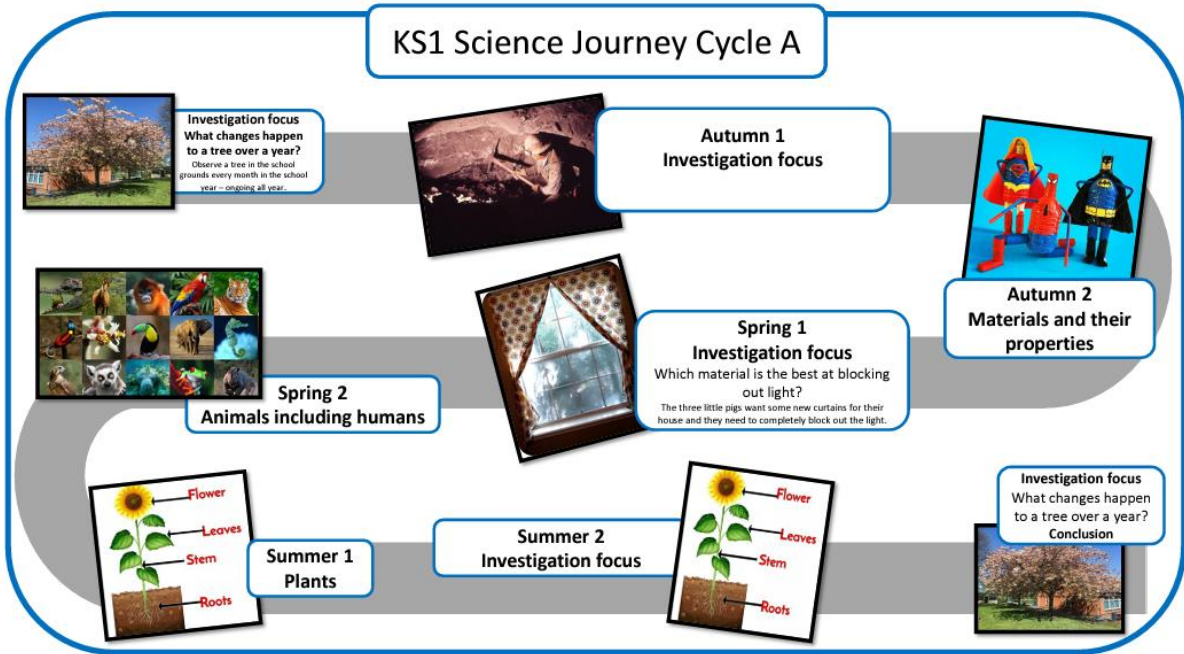 KS1 Science Journey Cycle A
Investigation focus
What changes happen
to a tree over a year?
Observe a tree in the school
grounds every month in the school
year – ongoing all year.
Autumn 1
Investigation focus
Autumn 2
Materials and their
properties
Spring 1
Investigation focus
Which material is the best at blocking
out light?
The three little pigs want some new curtains for their
house and they need to completely block out the light.
Spring 2
Animals including humans
Flower
Leaves
Stem
Roots
Summer 1
Plants
Summer 2
Investigation focus
Flower
Leaves
Stem
Roots
Investigation focus
What changes happen
to a tree over a year?
Conclusion